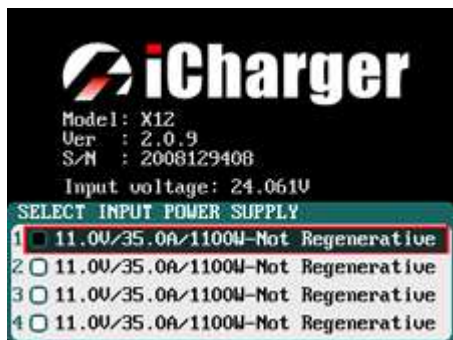 iCharger
Model: X12
Ver : 2.0.9
S/N : 2008129408
Input voltage: 24.061V
SELECT INPUT POWER SUPPLY
1 11.0V/35.0A/1100W-Not Regenerative
2 11.0V/35.0A/1100W-Not Regenerative
3 11.0V/35.0A/1100W-Not Regenerative
4 11.0V/35.0A/1100W-Not Regenerative